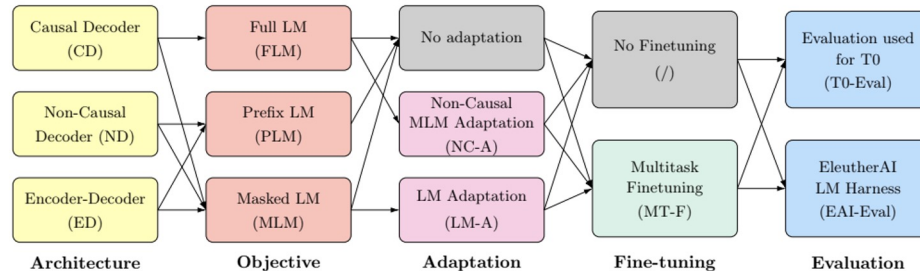 Causal Decoder
(CD)
Non-Causal
Decoder (ND)
Encoder-Decoder
(ED)
Architecture
Full LM
(FLM)
Prefix LM
(PLM)
Masked LM
(MLM)
Objective
No adaptation
Non-Causal
MLM Adaptation
(NC-A)
LM Adaptation
(LM-A)
Adaptation
No Finetuning
(/)
Multitask
Finetuning
(MT-F)
Fine-tuning
Evaluation used
for T0
(T0-Eval)
EleutherAI
LM Harness
(EAI-Eval)
Evaluation